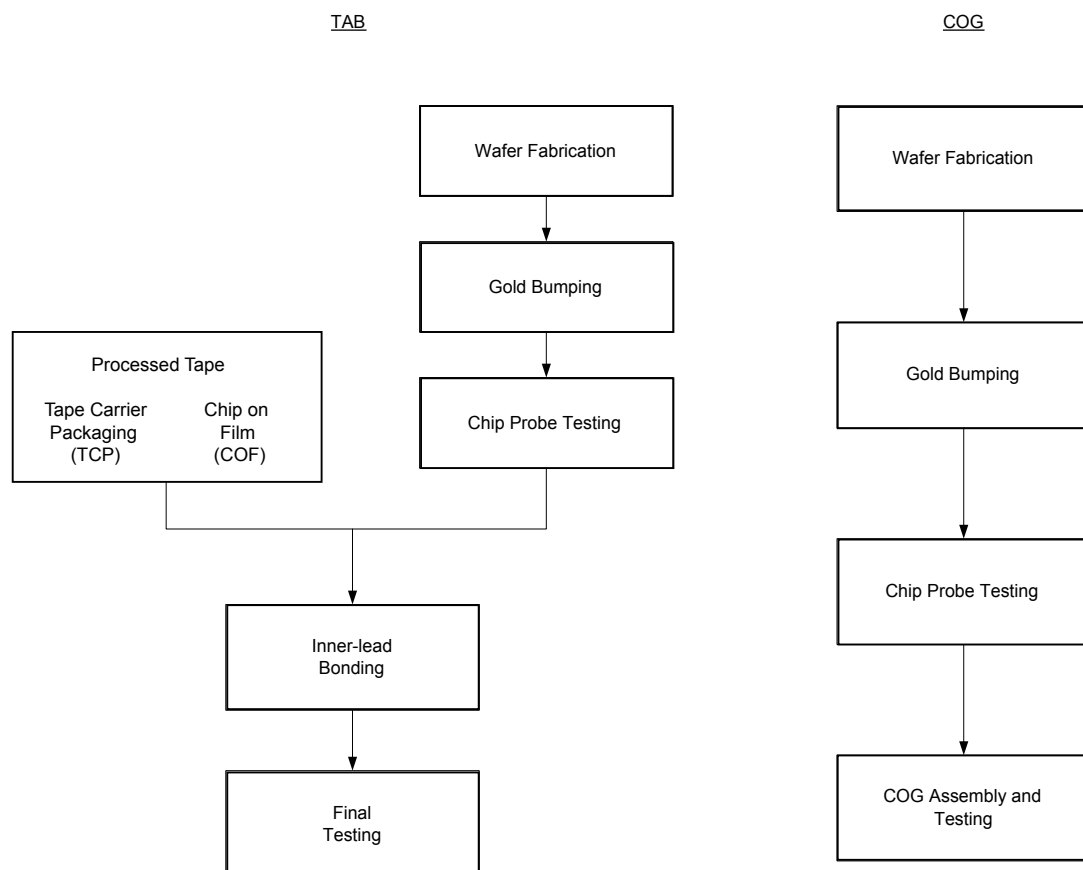 TAB
COG
Wafer Fabrication
Wafer Fabrication
Gold Bumping
Gold Bumping
Processed Tape
Tape Carrier
Packaging
(TCP)
Chip on
Film
(COF)
Chip Probe Testing
Chip Probe Testing
Inner-lead
Bonding
COG Assembly and
Testing
Final
Testing